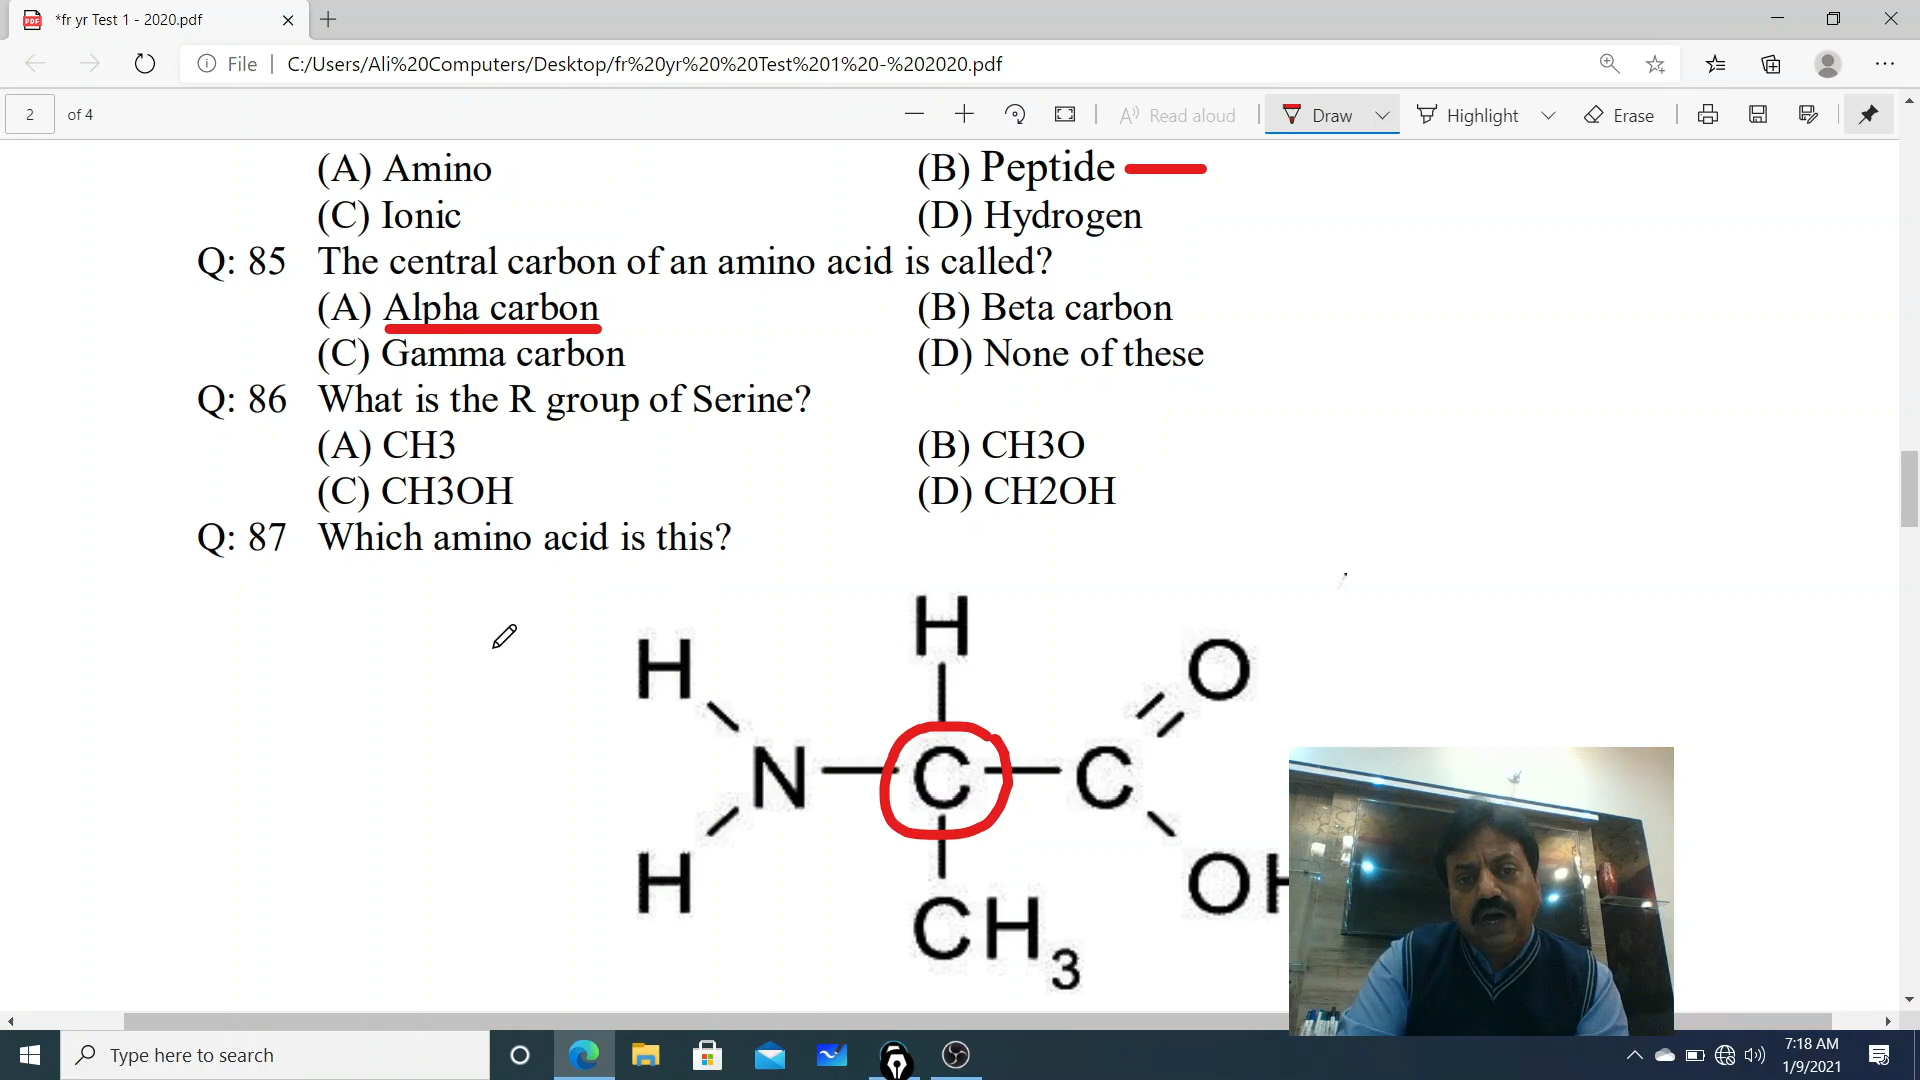 *fr yr Test 1 - 2020.pdf
File
C:/Users/Ali%20Computers/Desktop/fr%20yr%20%20Test%201%20-%202020.pdf
2 of 4
Read aloud
Draw
Highlight
Erase
(A) Amino (B) Peptide
(C) Ionic (D) Hydrogen
Q: 85 The central carbon of an amino acid is called?
(A) Alpha carbon (B) Beta carbon
(C) Gamma carbon (D) None of these
Q: 86 What is the R group of Serine?
(A) CH3 (B) CH3O
(C) CH3OH (D) CH2OH
Q: 87 Which amino acid is this?
H
H O
N C C
H OH
CH3
Type here to search
7:18 AM
1/9/2021